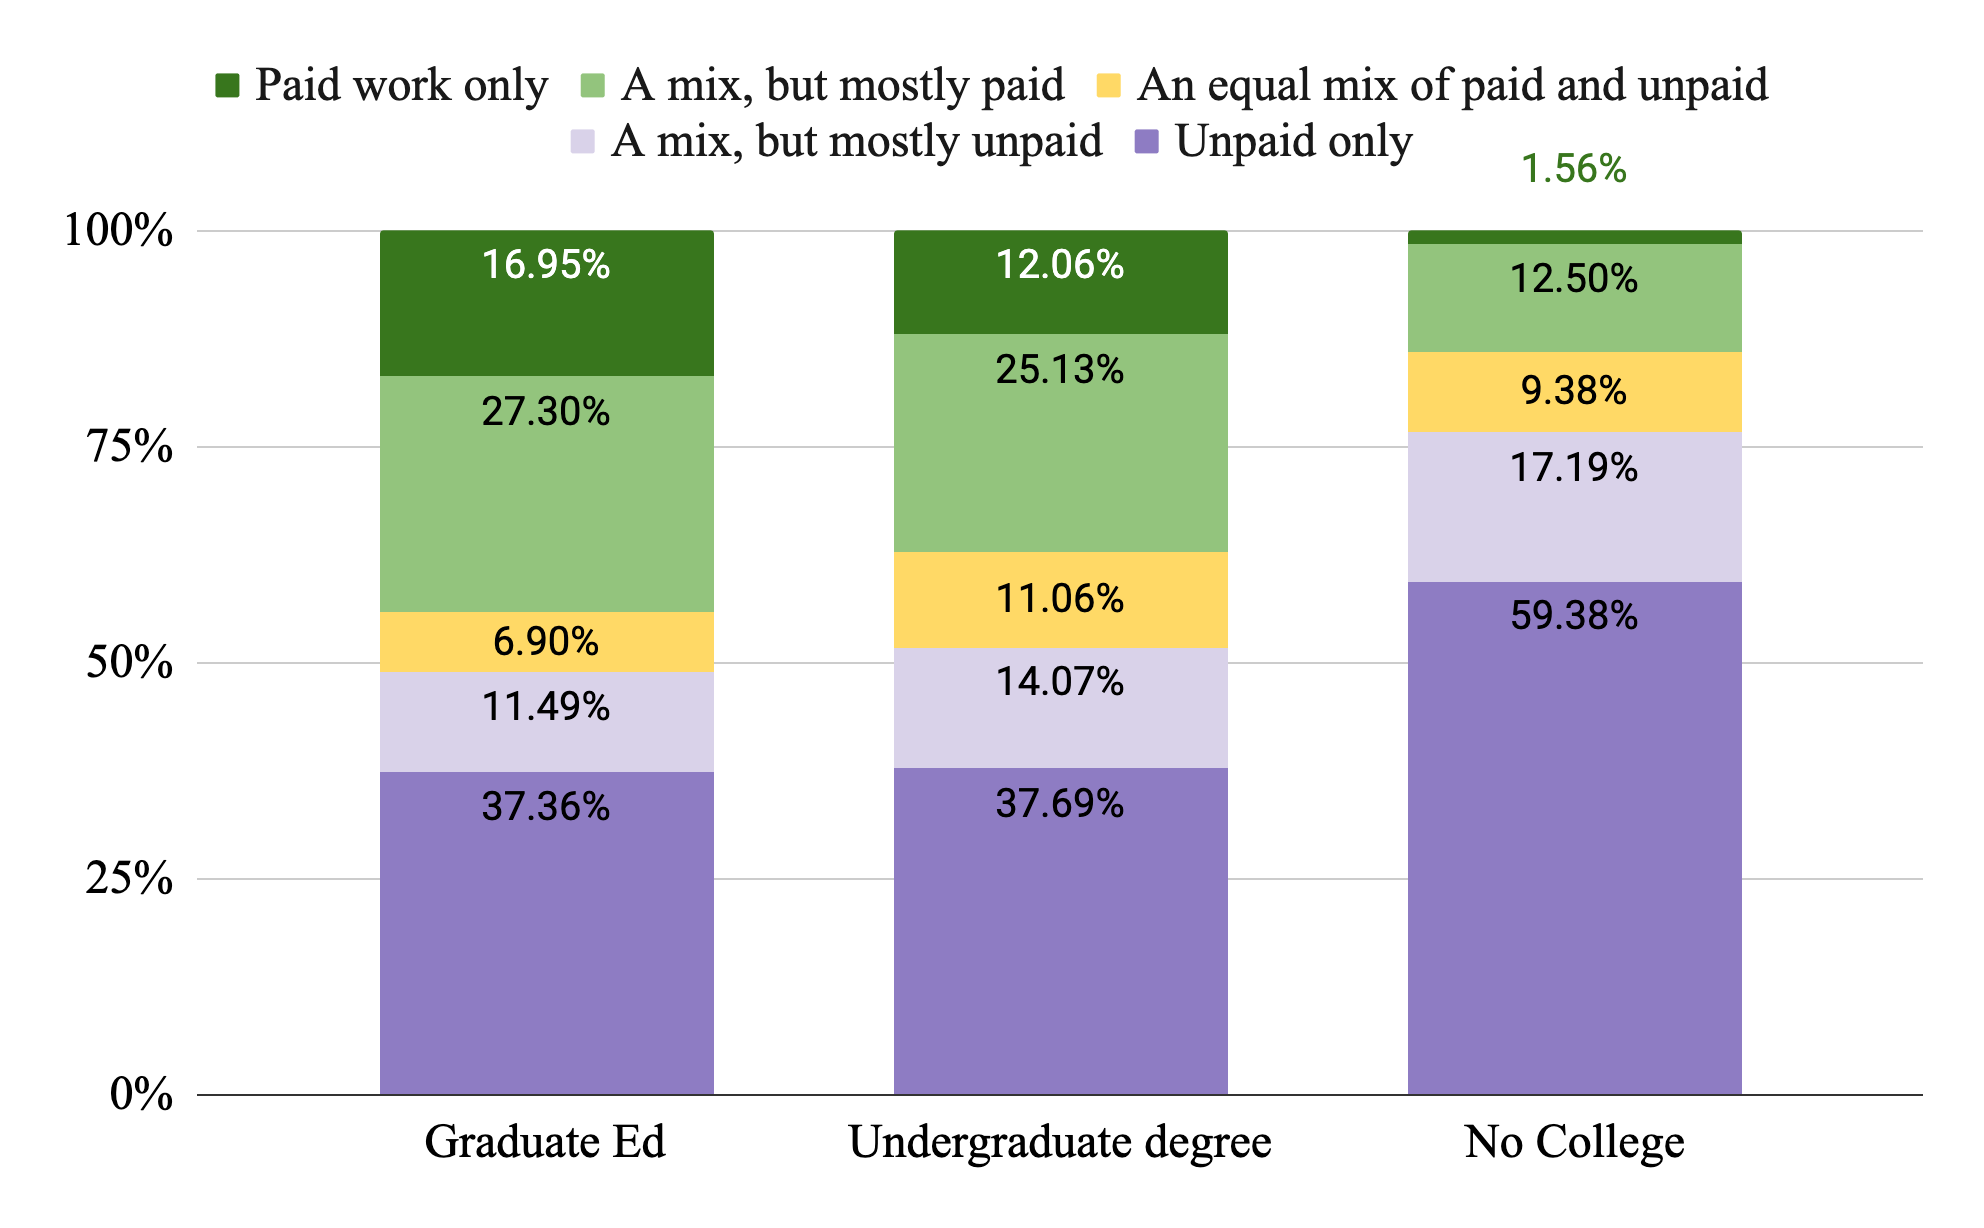 Paid work only A mix, but mostly paid An equal mix of paid and unpaid
A mix, but mostly unpaid Unpaid only
1.56%
100%
16.95% 12.06% 12.50%
27.30% 25.13% 9.38%
75%
17.19%
11.06% 59.38%
6.90%
50%
11.49% 14.07%
37.36% 37.69%
25%
0%
Graduate Ed Undergraduate degree No College